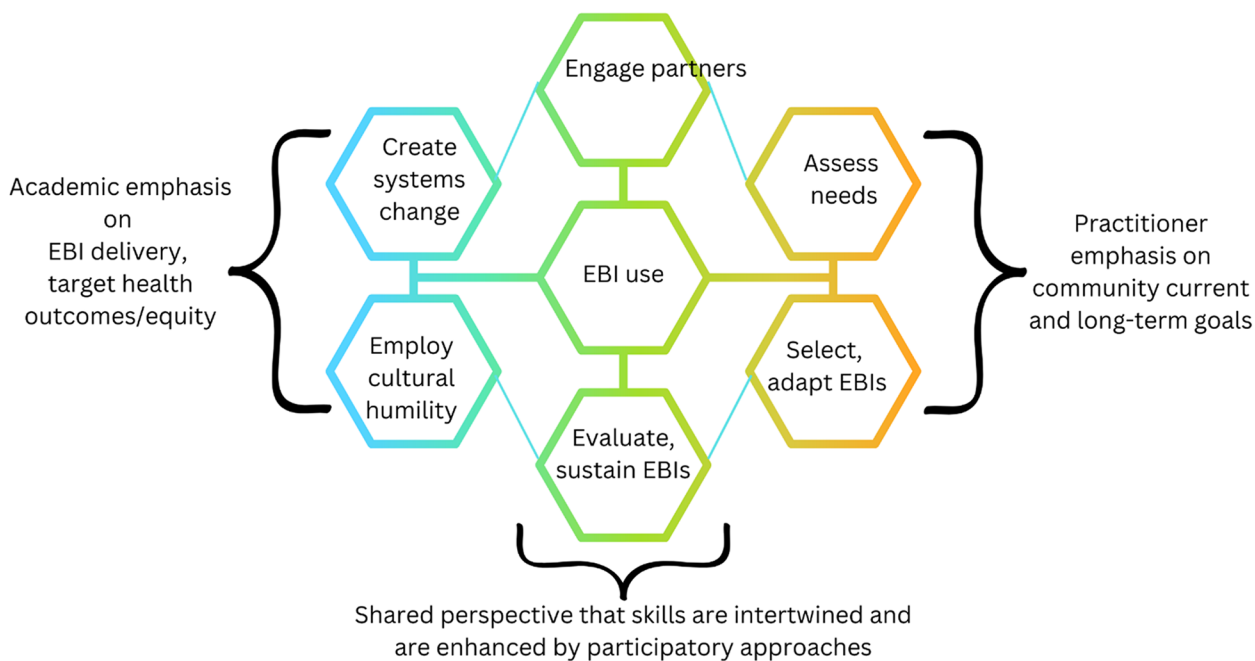 Engage partners
Create
systems
change
Assess
needs
Academic emphasis
on
EBI delivery,
target health
outcomes/equity
EBI use
Practitioner
emphasis on
community current
and long-term goals
Employ
cultural
humility
Select,
adapt EBIs
Evaluate,
sustain EBIs
Shared perspective that skills are intertwined and
are enhanced by participatory approaches